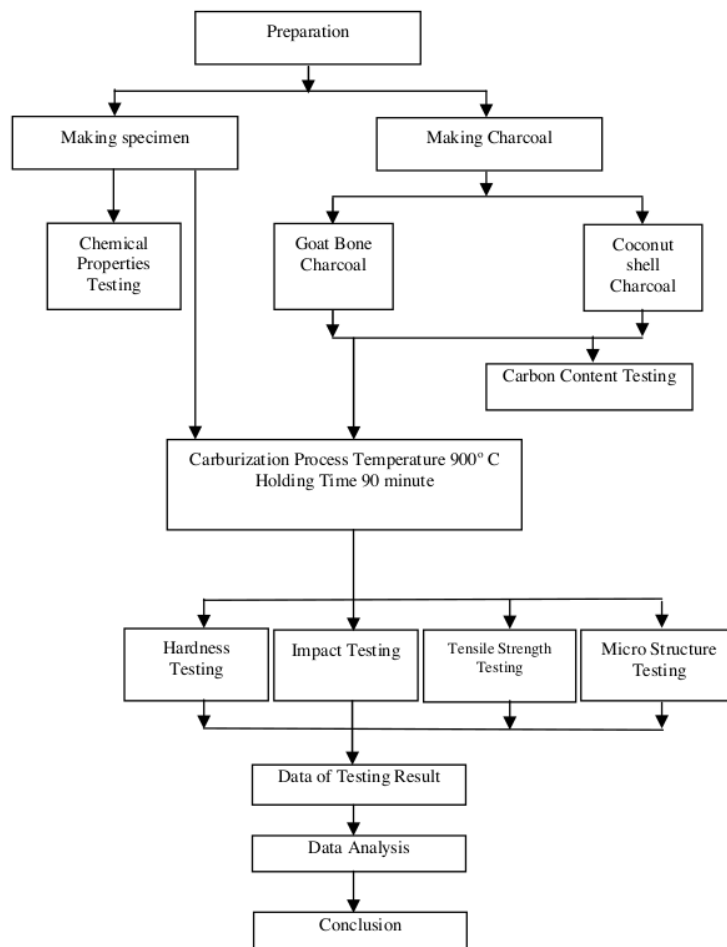 Preparation
Making specimen
Making Charcoal
Chemical
Properties
Testing
Goat Bone
Charcoal
Coconut
shell
Charcoal
Carbon Content Testing
Carburization Process Temperature 900º C
Holding Time 90 minute
Hardness
Testing
Impact Testing
Tensile Strength
Testing
Micro Structure
Testing
Data of Testing Result
Data Analysis
Conclusion